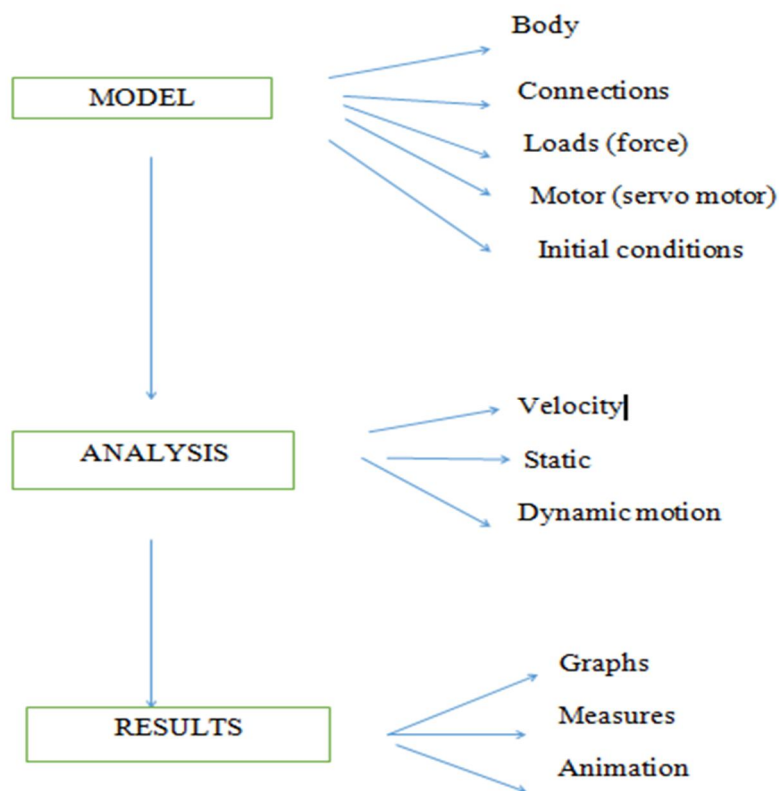 MODEL
Body
Connections
Loads (force)
Motor (servo motor)
Initial conditions
ANALYSIS
Velocity
Static
Dynamic motion
RESULTS
Graphs
Measures
Animation